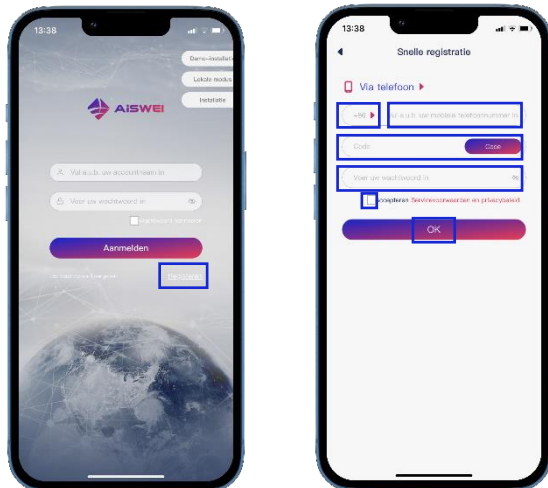 13:38
Demo-installatie
Lokale modus
Installatie
AISWEI
Vul a.u.b. uw accountnaam in
Voer uw wachtwoord in
Aanmelden
13:38
Snelle registratie
Via telefoon
+86
Vul a.u.b. uw mobiele telefoonnummer in
Code
Code
Voer uw wachtwoord in
accepteren Servicevoorwaarden en privacybeleid
OK